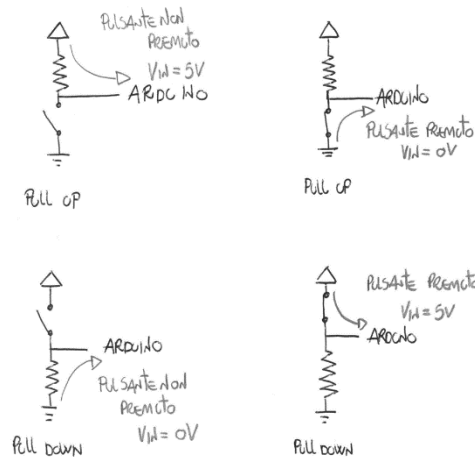 PULSANTE NON
PREMUTO
VIN = 5V
ARDUINO
PULL UP
ARDUINO
PULSANTE PREMUTO
VIN = 0V
PULL UP
ARDUINO
PULSANTE NON
PREMUTO
VIN = 0V
PULL DOWN
PULSANTE PREMUTO
VIN = 5V
ARDUINO
PULL DOWN